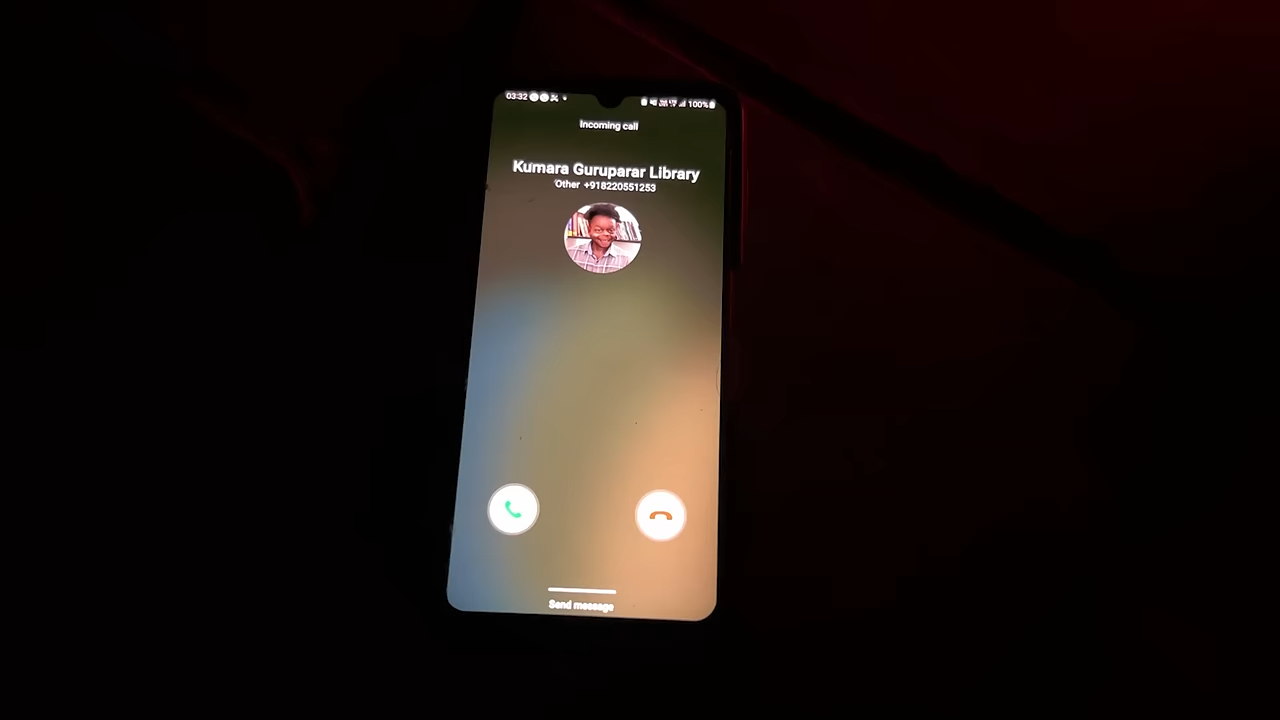 03:32
100%
Incoming call
Kumara Guruparar Library
Other +918220551253
Send message